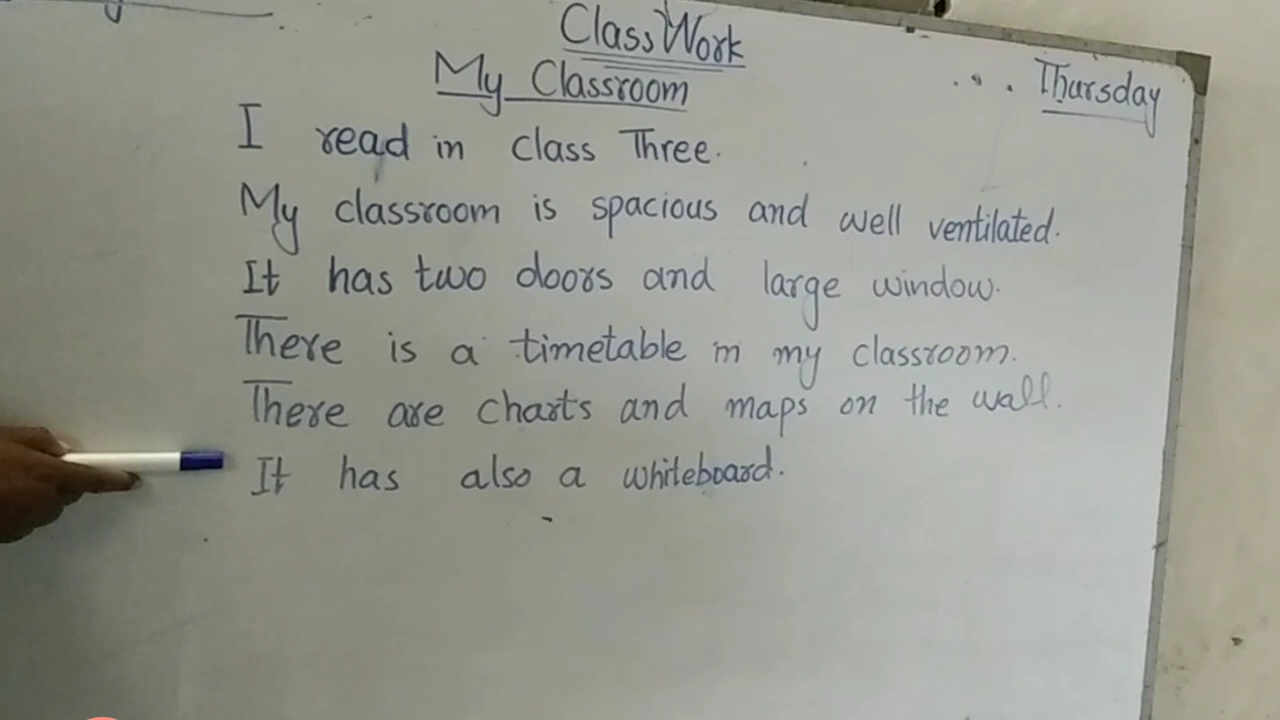 Class Work
My Classroom
Thursday
I read in class Three.
My classroom is spacious and well ventilated.
It has two doors and large window.
There is a timetable in my classroom.
There are charts and maps on the wall.
It has also a whiteboard.